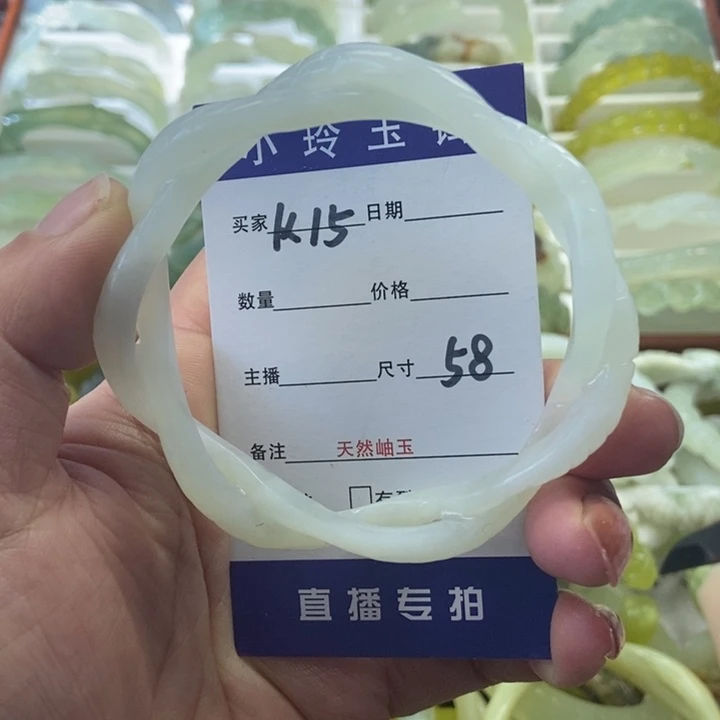 小玲玉
买家 K15 日期
数量 价格
主播 尺寸 58
备注 天然岫玉
直播专拍